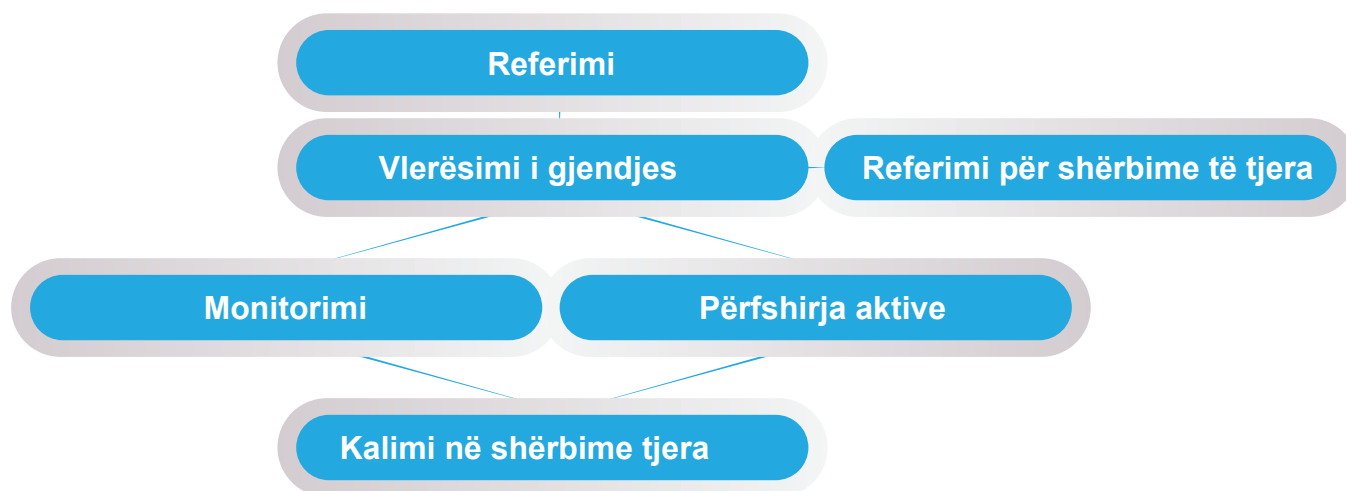 Referimi
Vlerësimi i gjendjes
Referimi për shërbime të tjera
Monitorimi
Përfshirja aktive
Kalimi në shërbime tjera